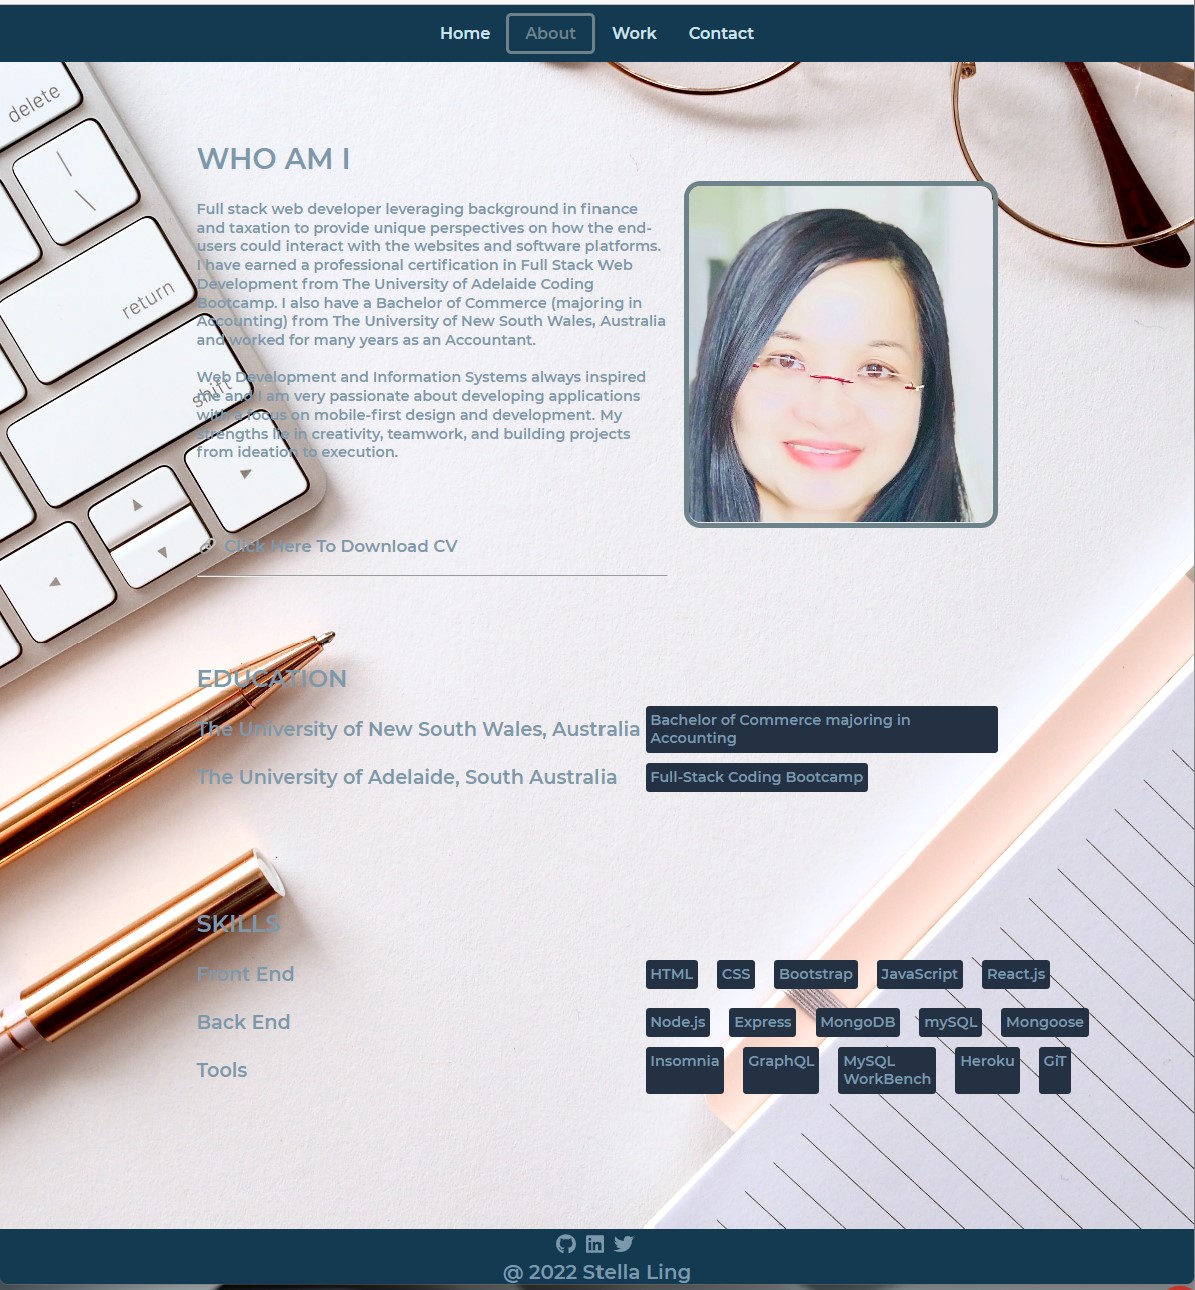 Home About Work Contact
delete
return
shift
WHO AM I
Full stack web developer leveraging background in finance
and taxation to provide unique perspectives on how the end-
users could interact with the websites and software platforms.
I have earned a professional certification in Full Stack Web
Development from The University of Adelaide Coding
Bootcamp. I also have a Bachelor of Commerce (majoring in
Accounting) from The University of New South Wales, Australia
and worked for many years as an Accountant.
Web Development and Information Systems always inspired
me and I am very passionate about developing applications
with a focus on mobile-first design and development. My
strengths lie in creativity, teamwork, and building projects
from ideation to execution.
Click Here To Download CV
EDUCATION
The University of New South Wales, Australia
Bachelor of Commerce majoring in
Accounting
The University of Adelaide, South Australia
Full-Stack Coding Bootcamp
SKILLS
Front End
HTML CSS Bootstrap JavaScript React.js
Back End
Node.js Express MongoDB mySQL Mongoose
Tools
Insomnia GraphQL MySQL Heroku GiT
WorkBench
@ 2022 Stella Ling